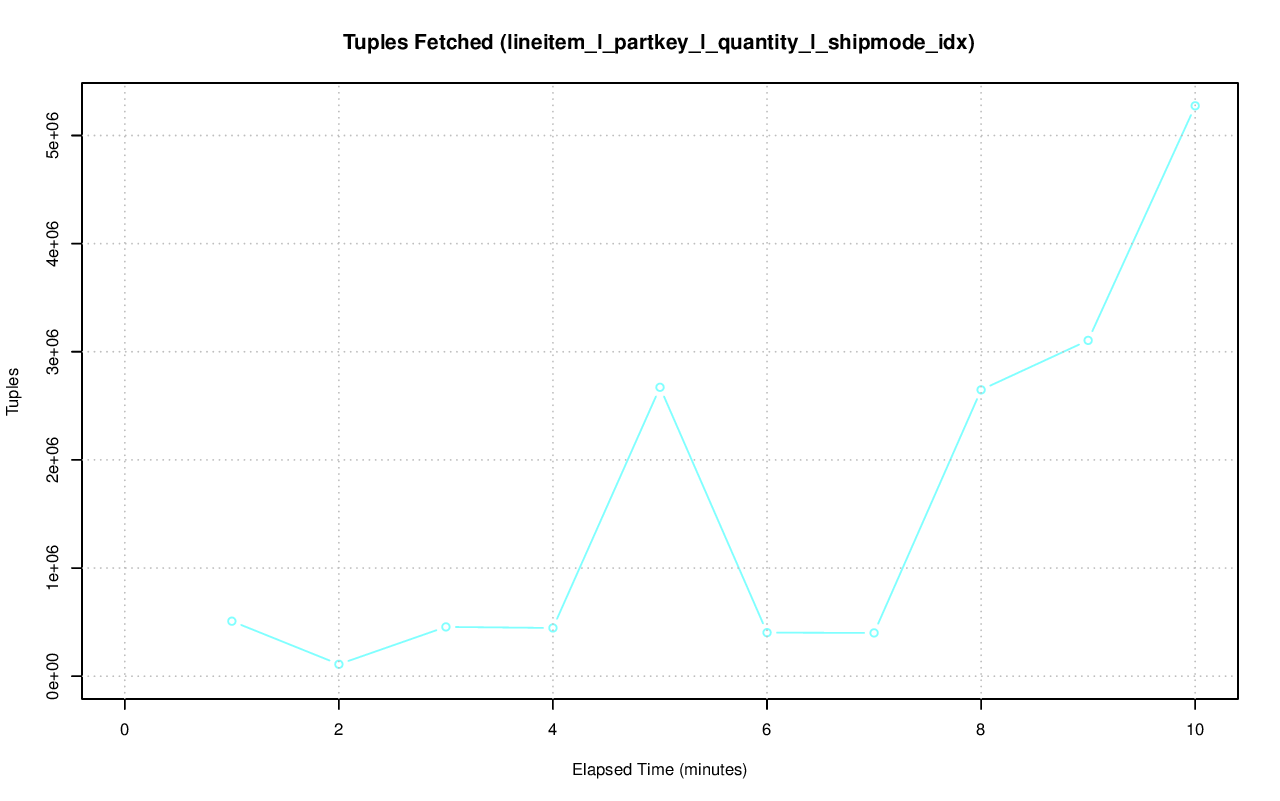 Tuples Fetched (lineitem_l_partkey_l_quantity_l_shipmode_idx)
Tuples
5e+06
4e+06
3e+06
2e+06
1e+06
0e+00
0 2 4 6 8 10
Elapsed Time (minutes)